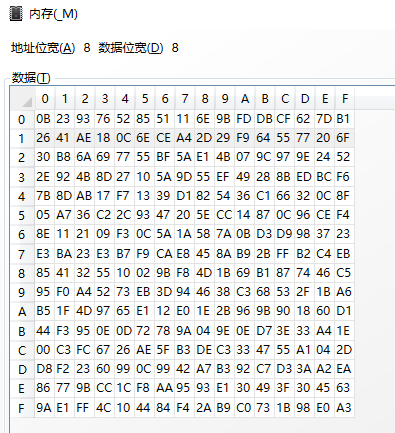 内存(_M)
地址位宽(A) 8 数据位宽(D) 8
数据(T)
0 1 2 3 4 5 6 7 8 9 A B C D E F
0 0B 23 93 76 52 85 51 11 6E 9B FD DB CF 62 7D B1
1 26 41 AE 18 0C 6E CE A4 2D 29 F9 64 55 77 20 6F
2 30 B8 6A 69 77 55 BF 5A E1 4B 07 9C 97 9E 24 52
3 2E 92 4B 8D 27 10 5A 9D 55 EF 49 28 8B ED BC F6
4 7B 8D AB 17 F7 13 39 D1 82 54 36 C1 66 32 0C 8F
5 05 A7 36 C2 2C 93 47 20 5E CC 14 87 0C 96 CE F4
6 8E 11 21 09 F3 0C 5A 1A 58 7A 0B D3 D9 98 37 23
7 E3 BA 23 E3 B7 F9 CA E8 45 8A B9 2B FF B2 C4 EB
8 85 41 32 55 10 02 9B F8 4D 1B 69 B1 87 74 46 C5
9 95 F0 A4 52 73 EB 3D 94 46 38 C3 68 53 2F 1B A6
A B5 1F 4D 97 65 E1 12 E0 1E 2B 96 9B 90 18 60 D1
B 44 F3 95 0E 0D 72 78 9A 04 9E 0E D7 3E 33 A4 1E
C 00 C3 FC 67 26 AE 5F B3 DE C3 33 47 55 A1 04 2D
D D8 F2 23 60 99 0C 99 42 A7 B3 92 C7 D3 3A A2 EA
E 86 77 9B CC 1C F8 AA 95 93 E1 30 49 3F 30 45 63
F 9A E1 FF 4C 10 44 84 F4 2A B9 C0 73 1B 98 E0 A3